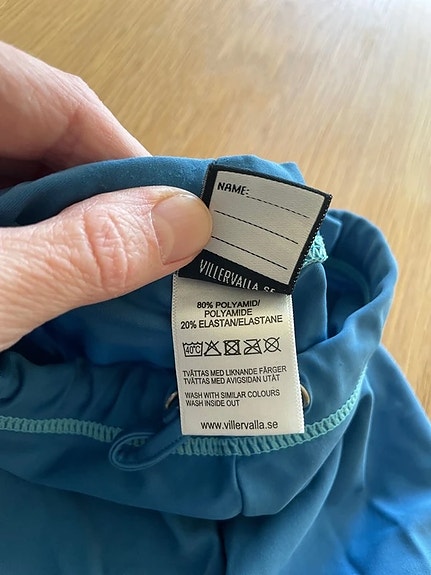 NAME:
VILLERVALLA.SE
80% POLYAMID/
POLYAMIDE
20% ELASTAN/ELASTANE
40°C
TVÄTTAS MED LIKNANDE FÄRGER
TVÄTTAS MED AVIGSIDAN UTÅT
WASH WITH SIMILAR COLOURS
WASH INSIDE OUT
www.villervalla.se